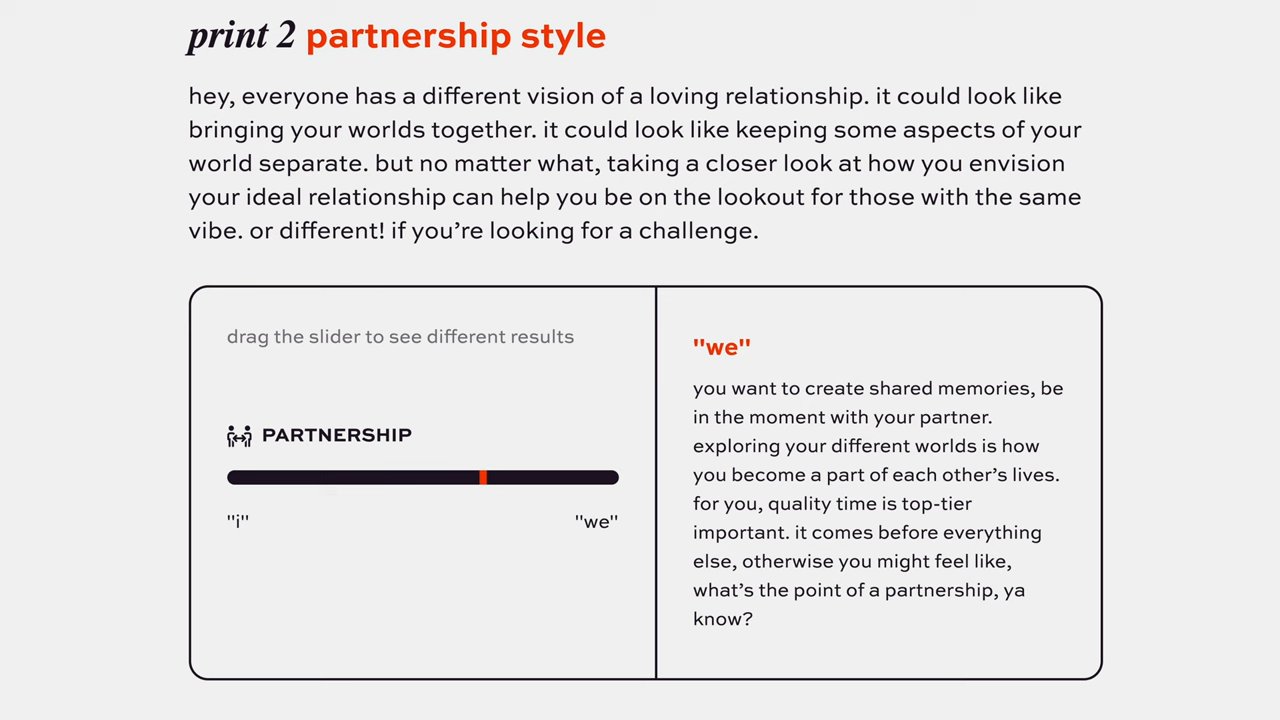 print 2 partnership style
hey, everyone has a different vision of a loving relationship. it could look like
bringing your worlds together. it could look like keeping some aspects of your
world separate. but no matter what, taking a closer look at how you envision
your ideal relationship can help you be on the lookout for those with the same
vibe. or different! if you’re looking for a challenge.
drag the slider to see different results
PARTNERSHIP
"i"
"we"
"we"
you want to create shared memories, be
in the moment with your partner.
exploring your different worlds is how
you become a part of each other’s lives.
for you, quality time is top-tier
important. it comes before everything
else, otherwise you might feel like,
what’s the point of a partnership, ya
know?